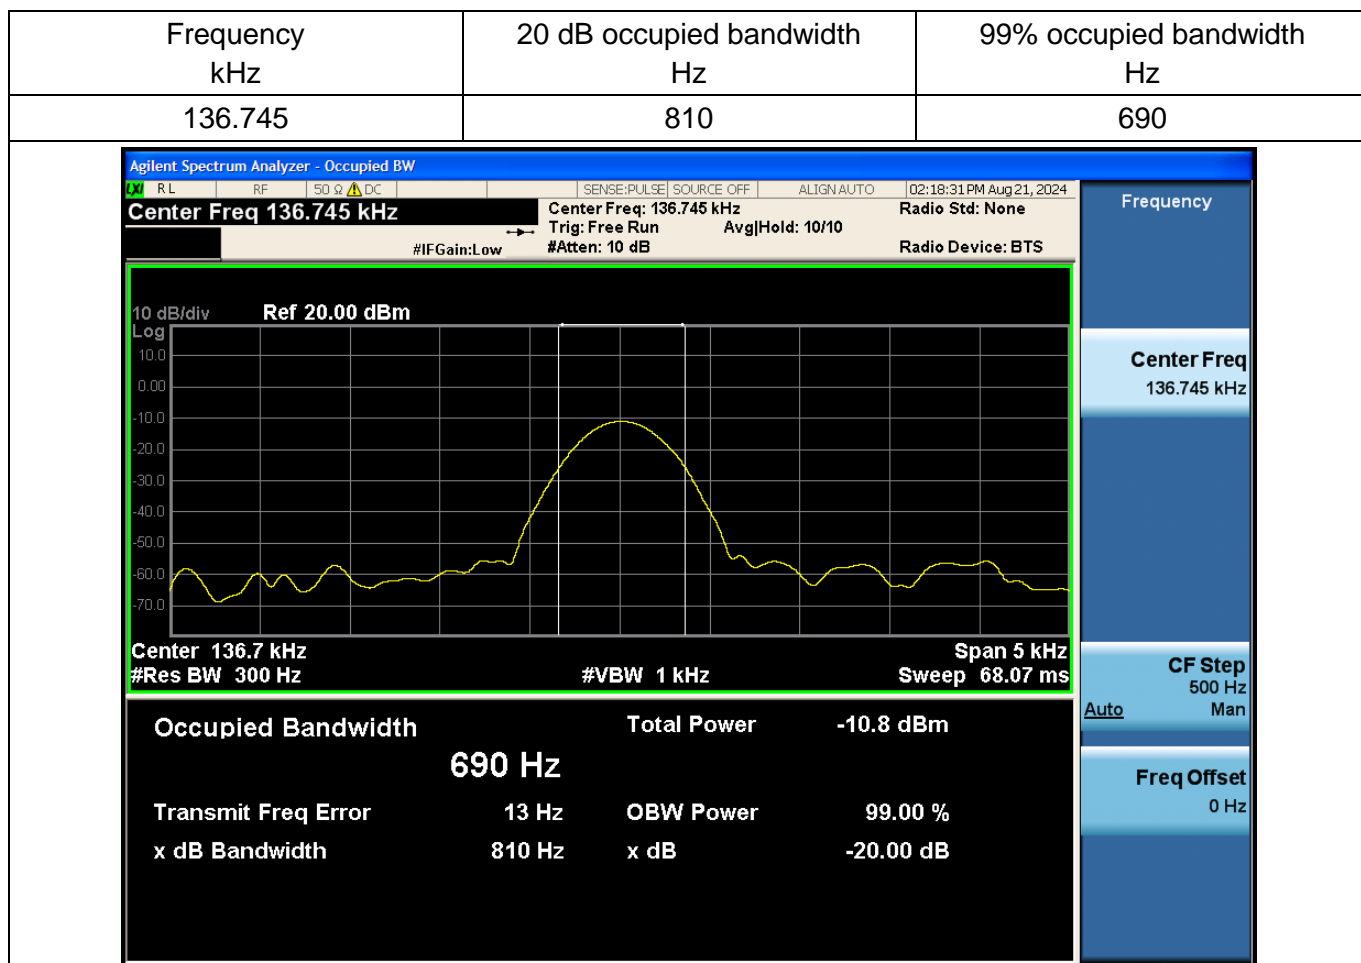 Frequency 20 dB occupied bandwidth 99% occupied bandwidth
kHz Hz Hz
136.745 810 690
Agilent Spectrum Analyzer - Occupied BW
LXI RL RF 50 Ω DC SENSE:PULSE SOURCE OFF ALIGN AUTO 02:18:31 PM Aug 21, 2024
Center Freq 136.745 kHz
Center Freq: 136.745 kHz Radio Std: None
Trig: Free Run Avg|Hold: 10/10
#IFGain:Low #Atten: 10 dB Radio Device: BTS
10 dB/div Ref 20.00 dBm
Log
10.0
0.00
-10.0
-20.0
-30.0
-40.0
-50.0
-60.0
-70.0
Center 136.7 kHz Span 5 kHz
#Res BW 300 Hz #VBW 1 kHz Sweep 68.07 ms
Occupied Bandwidth Total Power -10.8 dBm
690 Hz
Transmit Freq Error 13 Hz OBW Power 99.00 %
x dB Bandwidth 810 Hz x dB -20.00 dB
Frequency
Center Freq
136.745 kHz
CF Step
500 Hz
Auto Man
Freq Offset
0 Hz